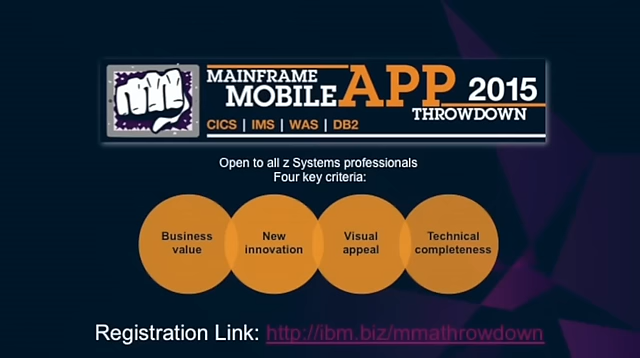 MAINFRAME
MOBILE APP 2015
THROWDOWN
CICS | IMS | WAS | DB2
Open to all z Systems professionals
Four key criteria:
Business value
New innovation
Visual appeal
Technical completeness
Registration Link: http://ibm.biz/mmathrowdown